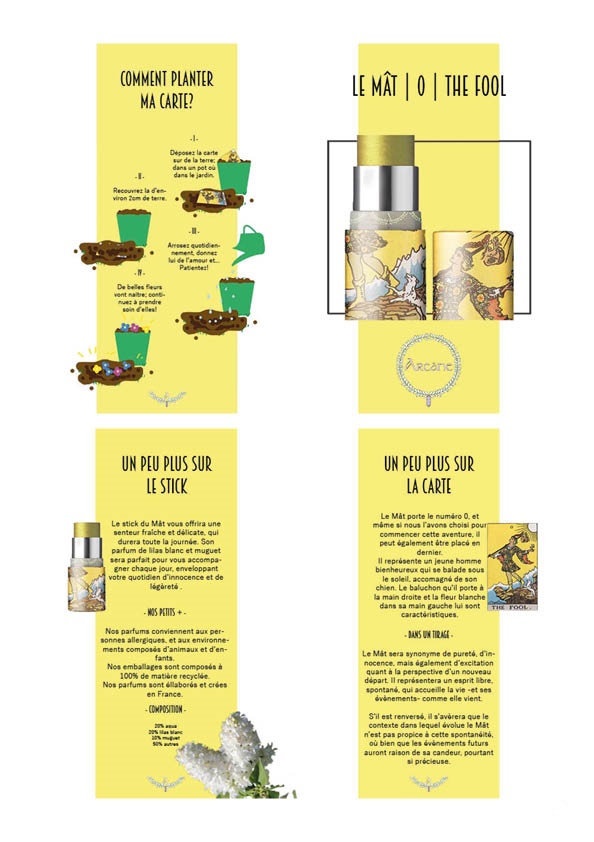 COMMENT PLANTER
MA CARTE?
- I -
Déposez la carte
sur de la terre;
dans un pot où
dans le jardin.
- II -
Recouvrez la d'en-
viron 2om de terre.
- III -
Arrosez quotidien-
nement, donnez
lui de l'amour et...
Patientez!
- IV -
De belles fleurs
vont naître; conti-
nuez à prendre
soin d'elles!
LE MÂT | 0 | THE FOOL
ARCANE
UN PEU PLUS SUR
LE STICK
Le stick du Mât vous offrira une
senteur fraîche et délicate, qui
durera toute la journée. Son
parfum de lilas blanc et muguet
sera parfait pour vous accompa-
gner chaque jour, enveloppant
votre quotidien d'innocence et de
légèreté .
- NOS PETITS + -
Nos parfums conviennent aux per-
sonnes allergiques, et aux environne-
ments composés d'animaux et d'en-
fants.
Nos emballages sont composés à
100% de matière recyclée.
Nos parfums sont éllaborés et crées
en France.
- COMPOSITION -
20% aqua
20% lilas blanc
10% muguet
50% autres
UN PEU PLUS SUR
LA CARTE
Le Mât porte le numéro 0, et
même si nous l'avons choisi pour
commencer cette aventure, il
peut également être placé en
dernier.
Il représente un jeune homme
bienheureux qui se balade sous
le soleil, accomagné de son
chien. Le baluchon qu'il porte à
la main droite et la fleur blanche
dans sa main gauche lui sont
caractéristiques.
THE FOOL.
- DANS UN TIRAGE -
Le Mât sera synonyme de pureté, d'in-
nocence, mais également d'excitation
quant à la perspective d'un nouveau
départ. Il représentera un esprit libre,
spontané, qui accueille la vie -et ses
évènements- comme elle vient.
S'il est renversé, il s'avèrera que le
contexte dans lequel évolue le Mât
n'est pas propice à cette spontanéité,
où bien que les évènements futurs
auront raison de sa candeur, pourtant
si précieuse.